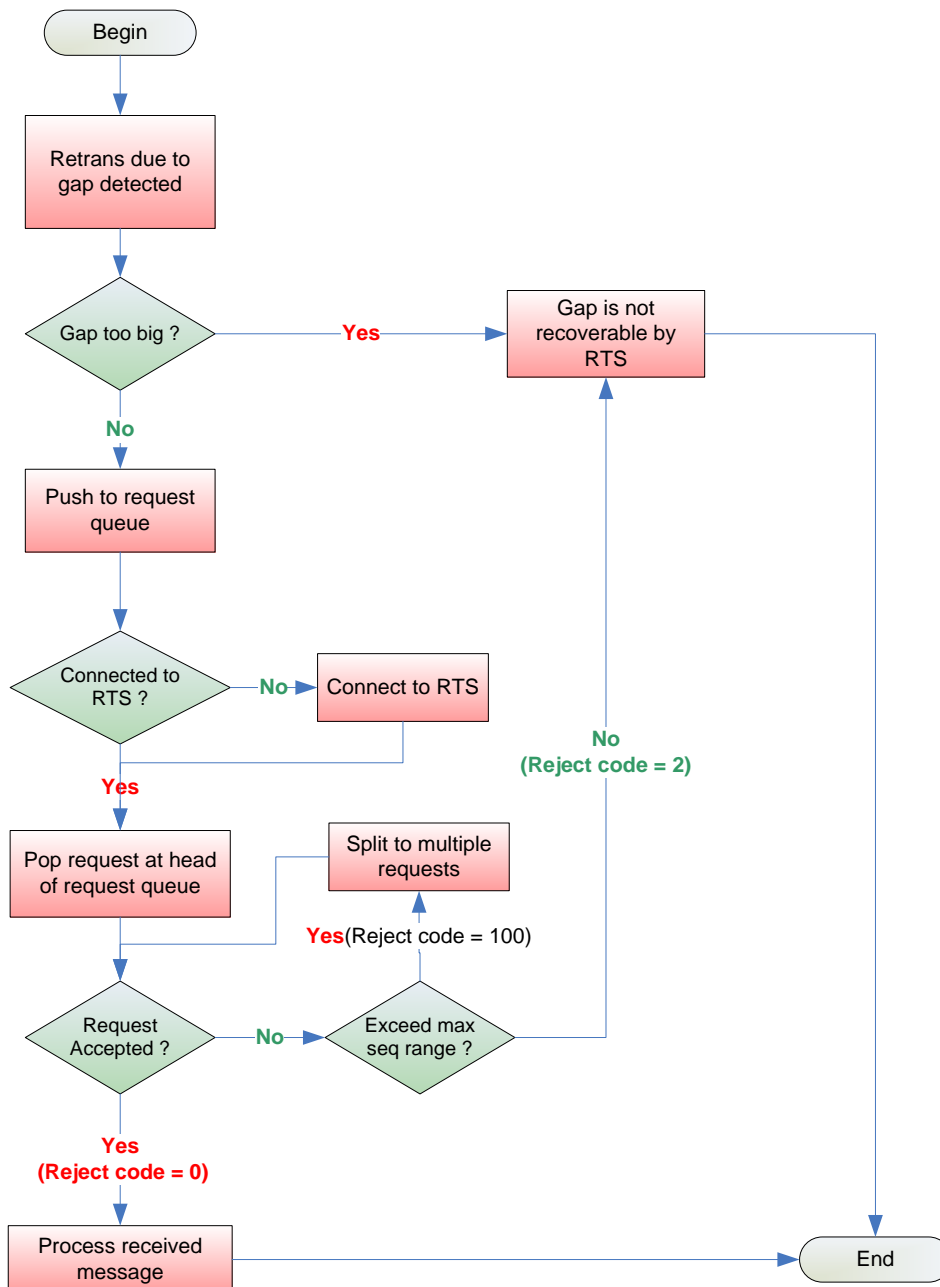 Begin
Retrans due to
gap detected
Gap too big ?
Yes
Gap is not
recoverable by
RTS
No
Push to request
queue
Connected to
RTS ?
No
Connect to RTS
No
(Reject code = 2)
Yes
Pop request at head
of request queue
Split to multiple
requests
Yes(Reject code = 100)
Request
Accepted ?
No
Exceed max
seq range ?
Yes
(Reject code = 0)
Process received
message
End